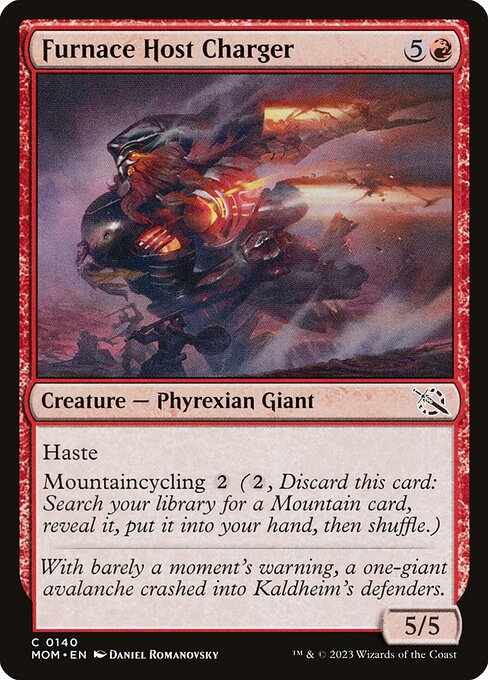 Furnace Host Charger 5
Creature — Phyrexian Giant
Haste
Mountaincycling 2 (2, Discard this card:
Search your library for a Mountain card,
reveal it, put it into your hand, then shuffle.)
With barely a moment's warning, a one-giant
avalanche crashed into Kaldheim's defenders.
5/5
C 0140
MOM • EN Daniel Romanovsky
™ & © 2023 Wizards of the Coast